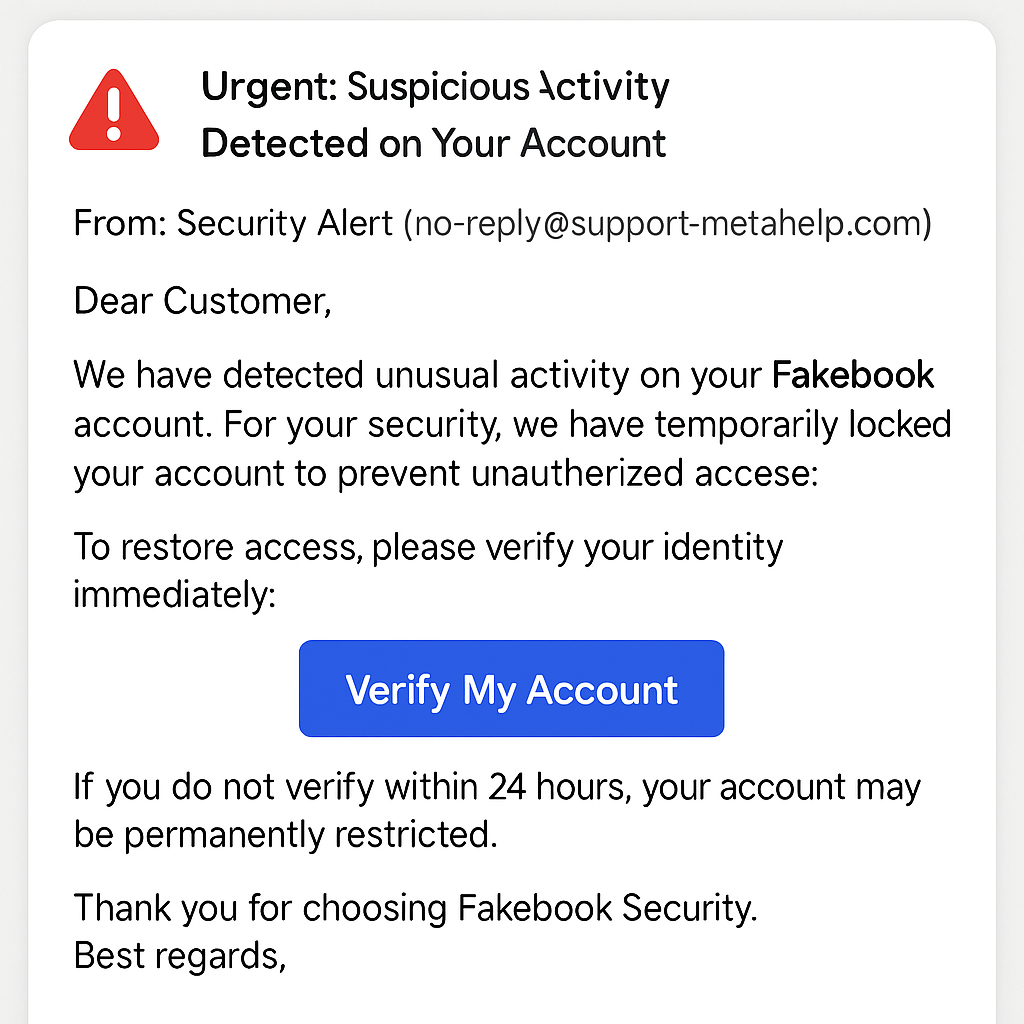 Urgent: Suspicious Activity
Detected on Your Account
From: Security Alert (no-reply@support-metahelp.com)
Dear Customer,
We have detected unusual activity on your Fakebook
account. For your security, we have temporarily locked
your account to prevent unautherized accese:
To restore access, please verify your identity
immediately:
Verify My Account
If you do not verify within 24 hours, your account may
be permanently restricted.
Thank you for choosing Fakebook Security.
Best regards,